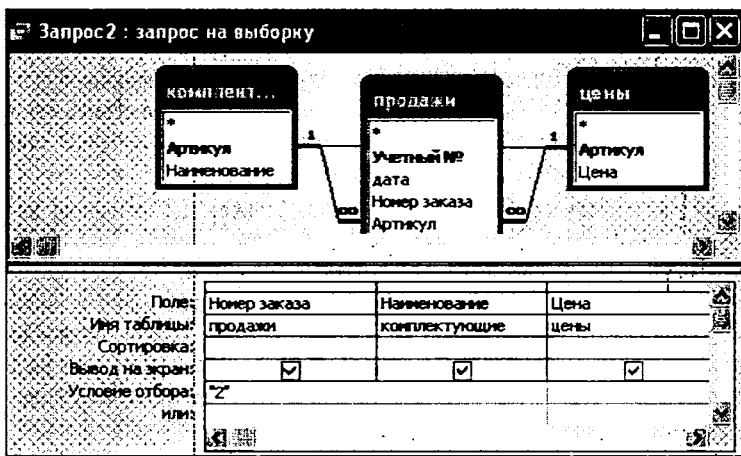 Запрос2 : запрос на выборку
комплект...
*
Артикул
Наименование
продажи
*
Учетный №
дата
Номер заказа
Артикул
цены
*
Артикул
Цена
1
∞
1
∞
Поле: Номер заказа Наименование Цена
Имя таблицы: продажи комплектующие цены
Сортировка:
Вывод на экран:
Условие отбора: "2"
или: